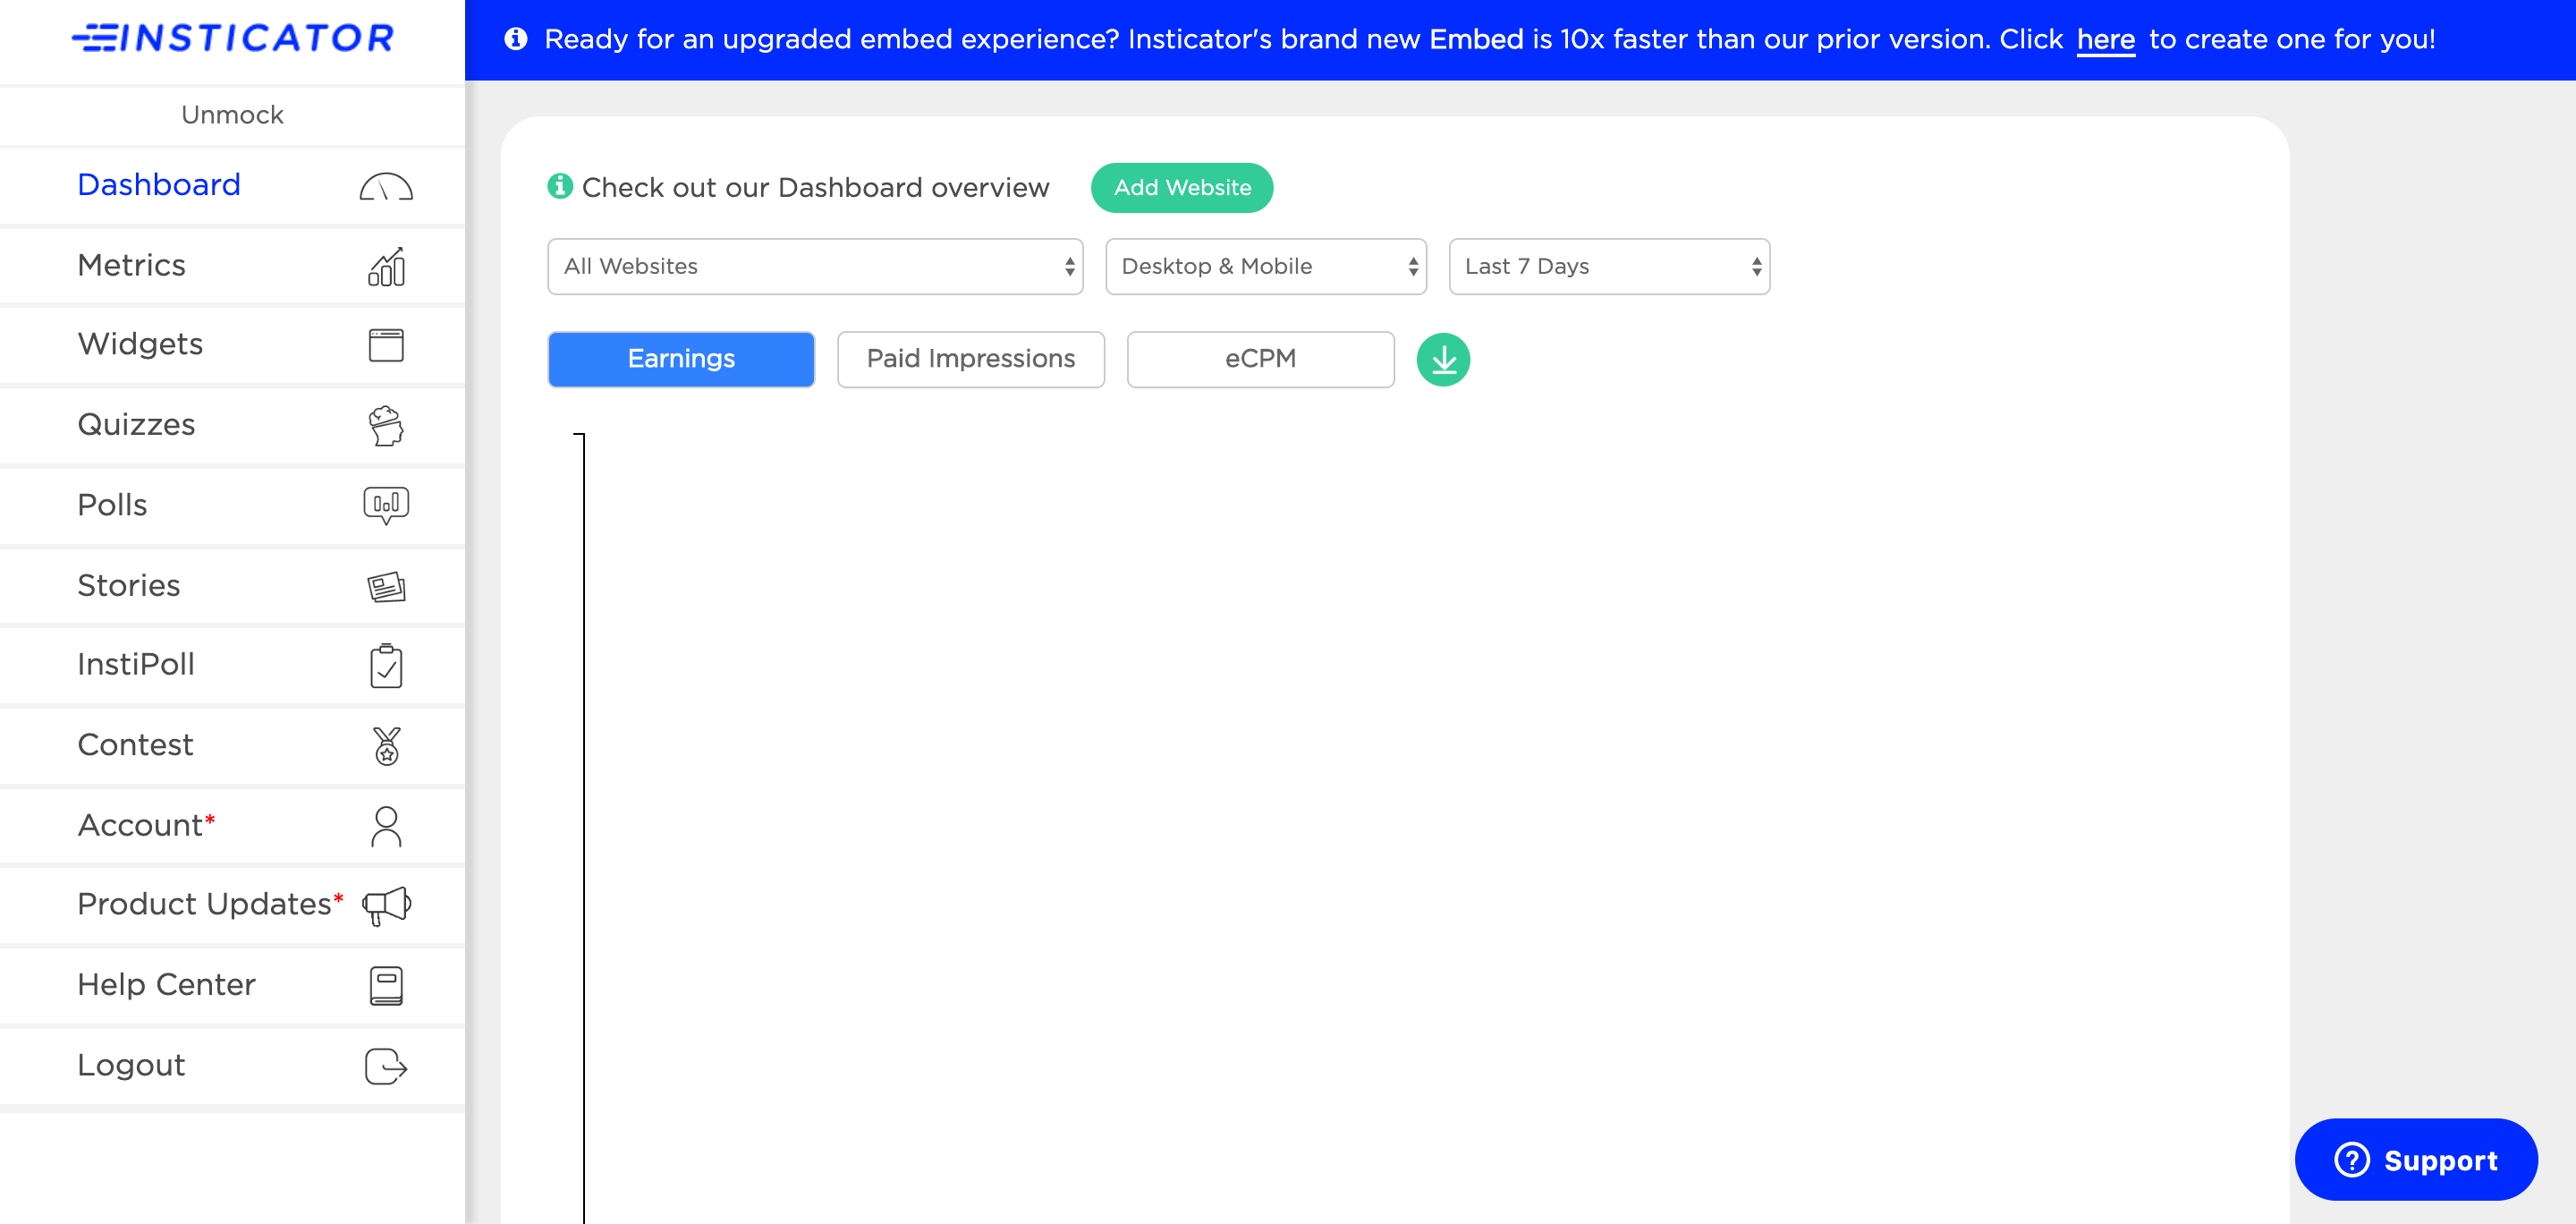 INSTICATOR
Ready for an upgraded embed experience? Insticator's brand new Embed is 10x faster than our prior version. Click here to create one for you!
Unmock
Dashboard
Metrics
Widgets
Quizzes
Polls
Stories
InstiPoll
Contest
Account*
Product Updates*
Help Center
Logout
Check out our Dashboard overview
Add Website
All Websites
Desktop & Mobile
Last 7 Days
Earnings
Paid Impressions
eCPM
Support